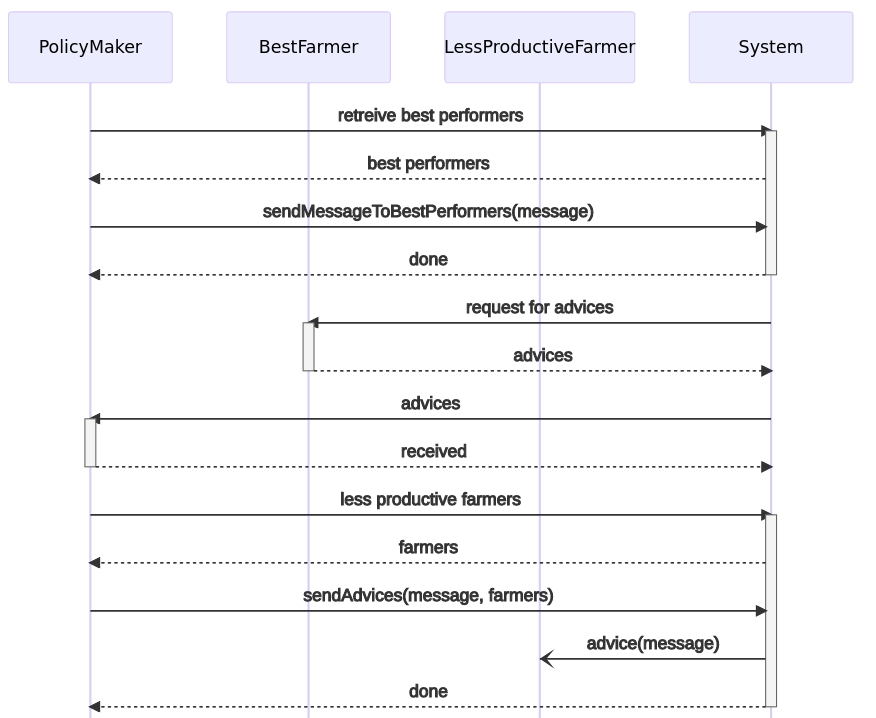 PolicyMaker
BestFarmer
LessProductiveFarmer
System
retreive best performers
best performers
sendMessageToBestPerformers(message)
done
request for advices
advices
advices
received
less productive farmers
farmers
sendAdvices(message, farmers)
advice(message)
done